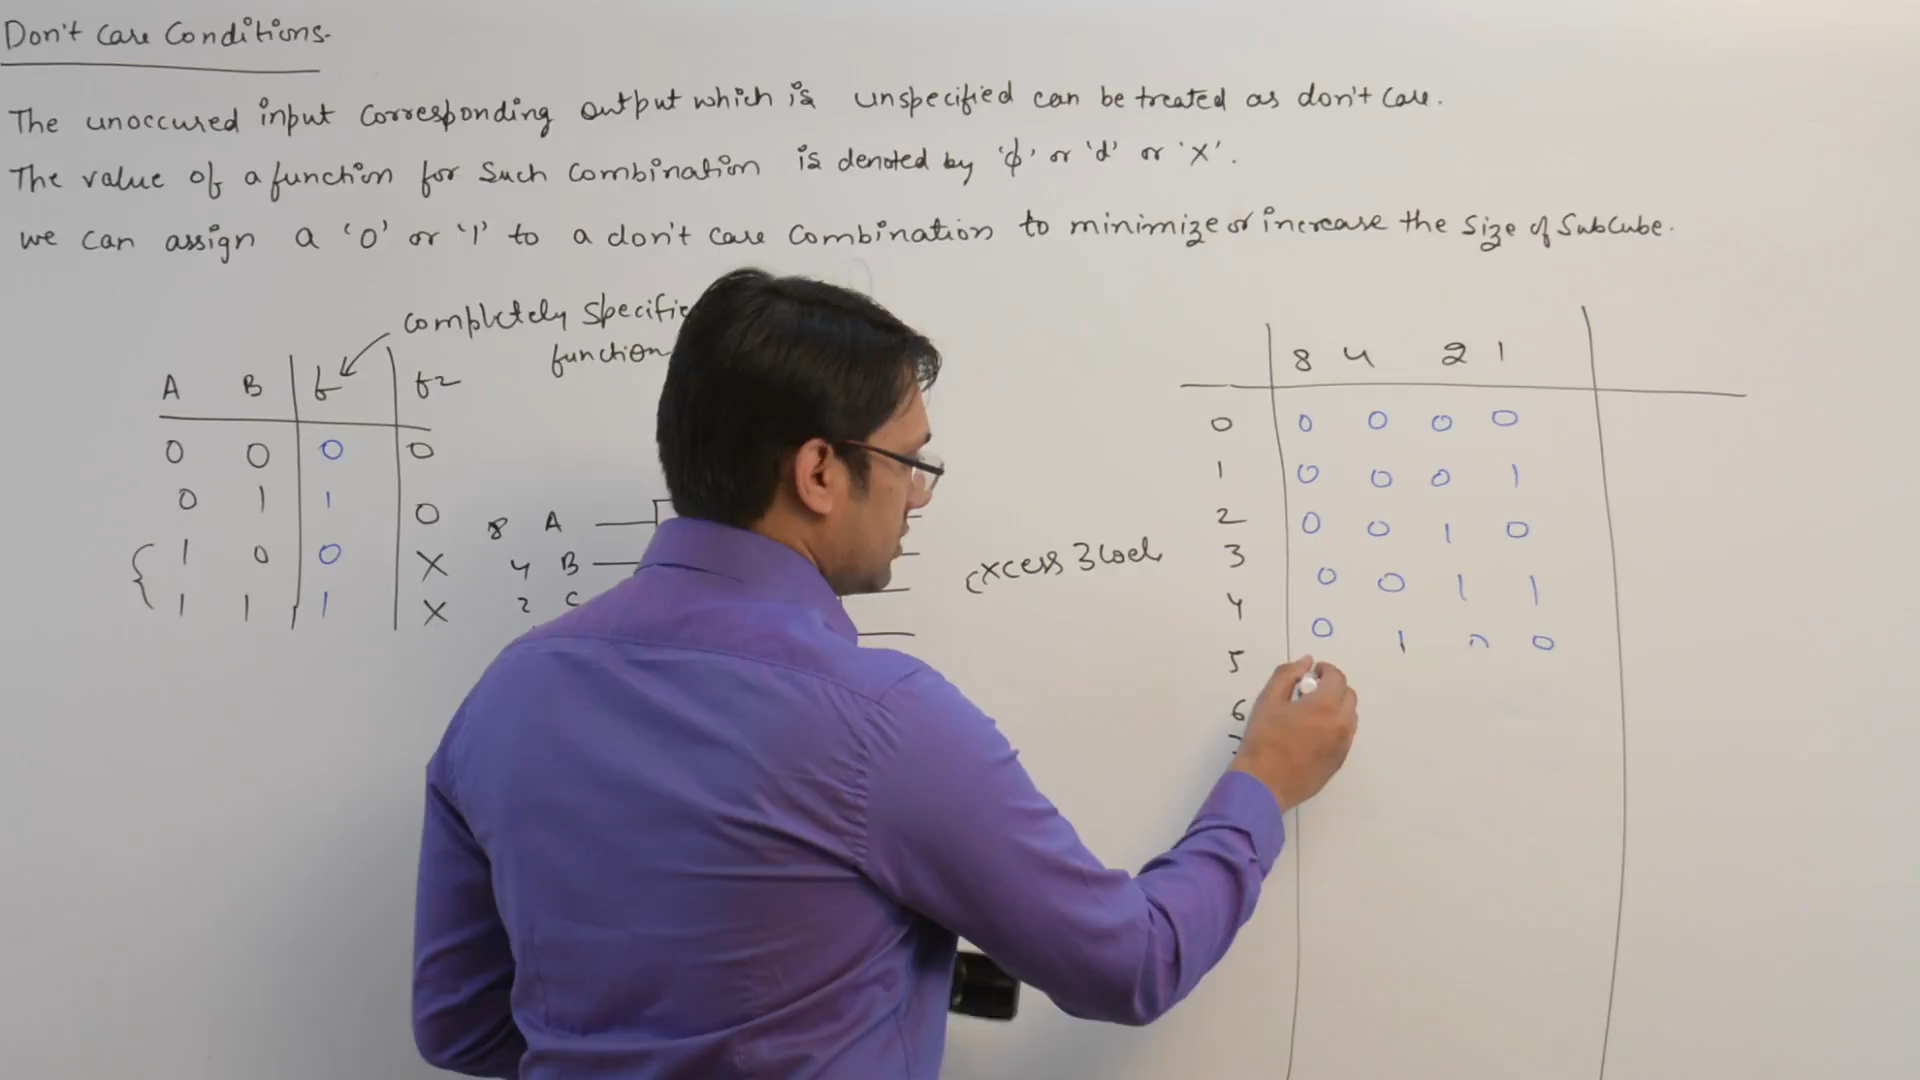 Don't Care Conditions.
The unoccured input corresponding output which is unspecified can be treated as don't care.
The value of a function for such combination is denoted by 'ϕ' or 'd' or 'X'.
we can assign a '0' or '1' to a don't care combination to minimize or increase the size of SubCube.
completely specifie
function
A B f f2
0 0 0 0
0 1 1 0
1 0 0 X
1 1 1 X
8 A
4 B
2 C
Excess 3 Code
8 4 2 1
0 0 0 0 0
1 0 0 0 1
2 0 0 1 0
3 0 0 1 1
4 0 1 0 0
5
6
7